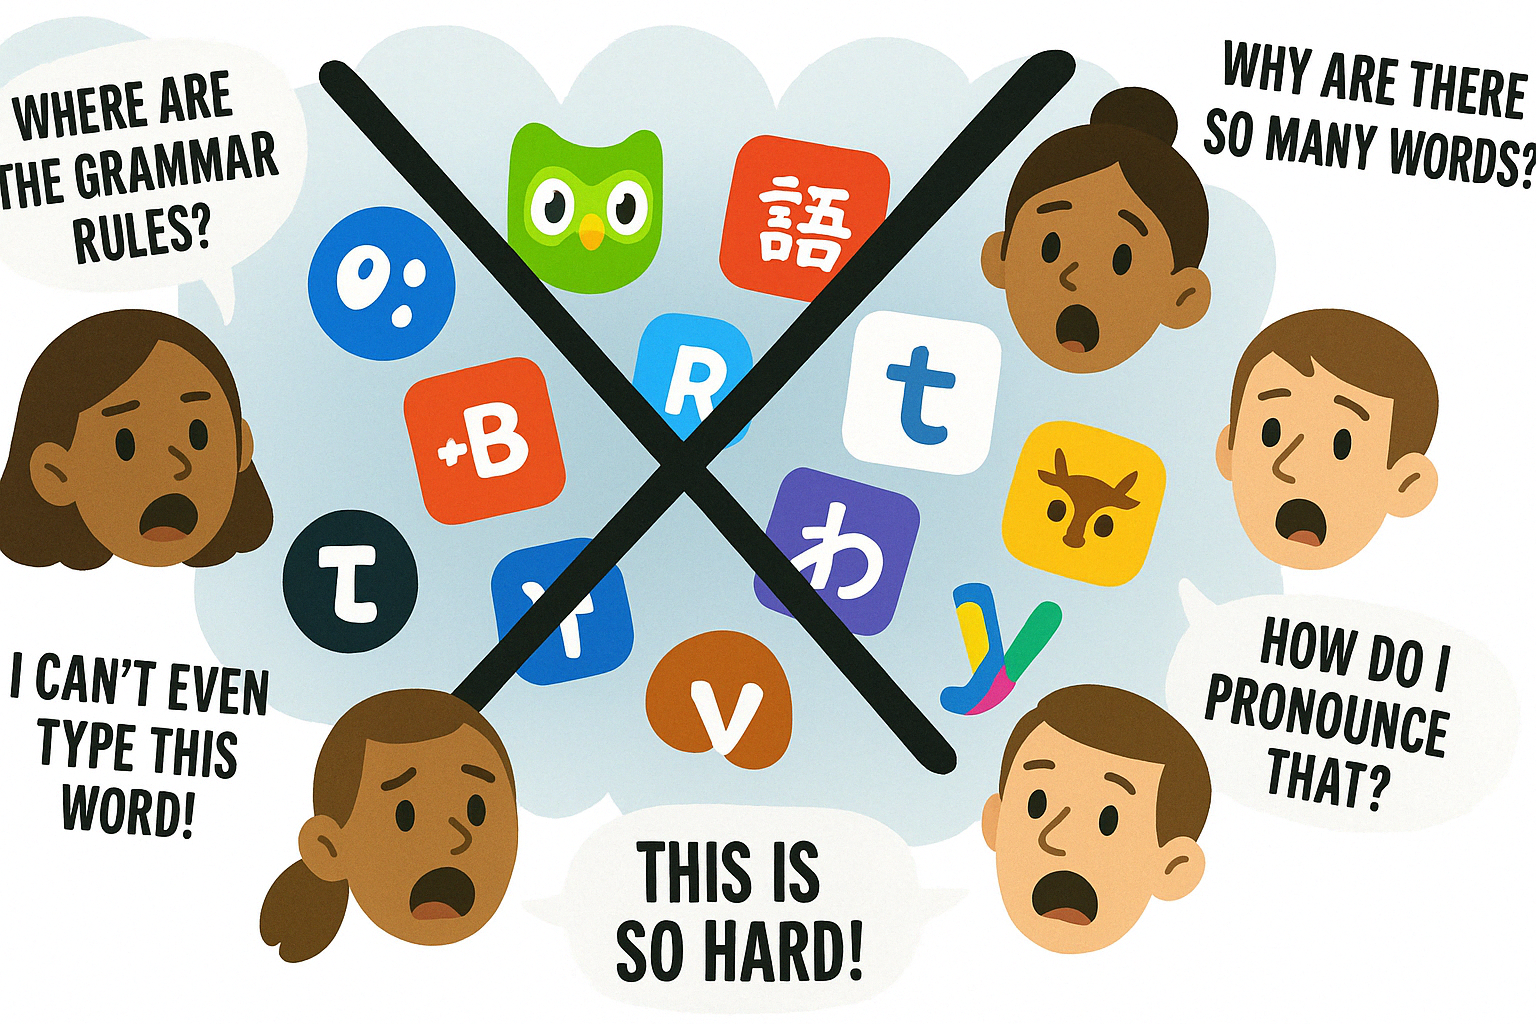 WHERE ARE
THE GRAMMAR
RULES?
WHY ARE THERE
SO MANY WORDS?
語
R
+B
t
わ
τ
Y
y
V
I CAN'T EVEN
TYPE THIS
WORD!
HOW DO I
PRONOUNCE
THAT?
THIS IS
SO HARD!